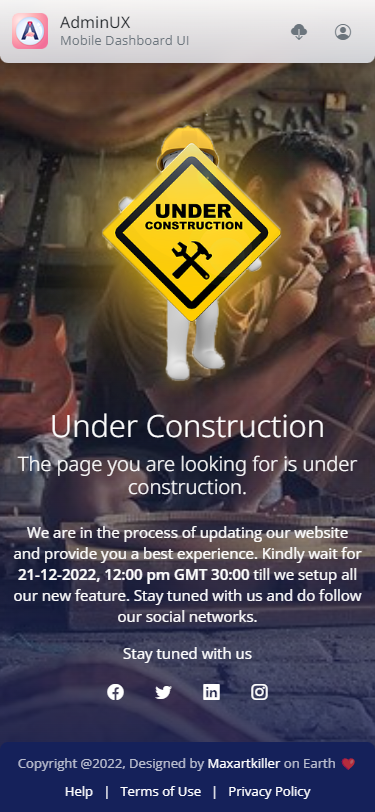 AdminUX
Mobile Dashboard UI
UNDER
CONSTRUCTION
Under Construction
The page you are looking for is under
construction.
We are in the process of updating our website
and provide you a best experience. Kindly wait for
21-12-2022, 12:00 pm GMT 30:00 till we setup all
our new feature. Stay tuned with us and do follow
our social networks.
Stay tuned with us
Copyright @2022, Designed by Maxartkiller on Earth
Help | Terms of Use | Privacy Policy